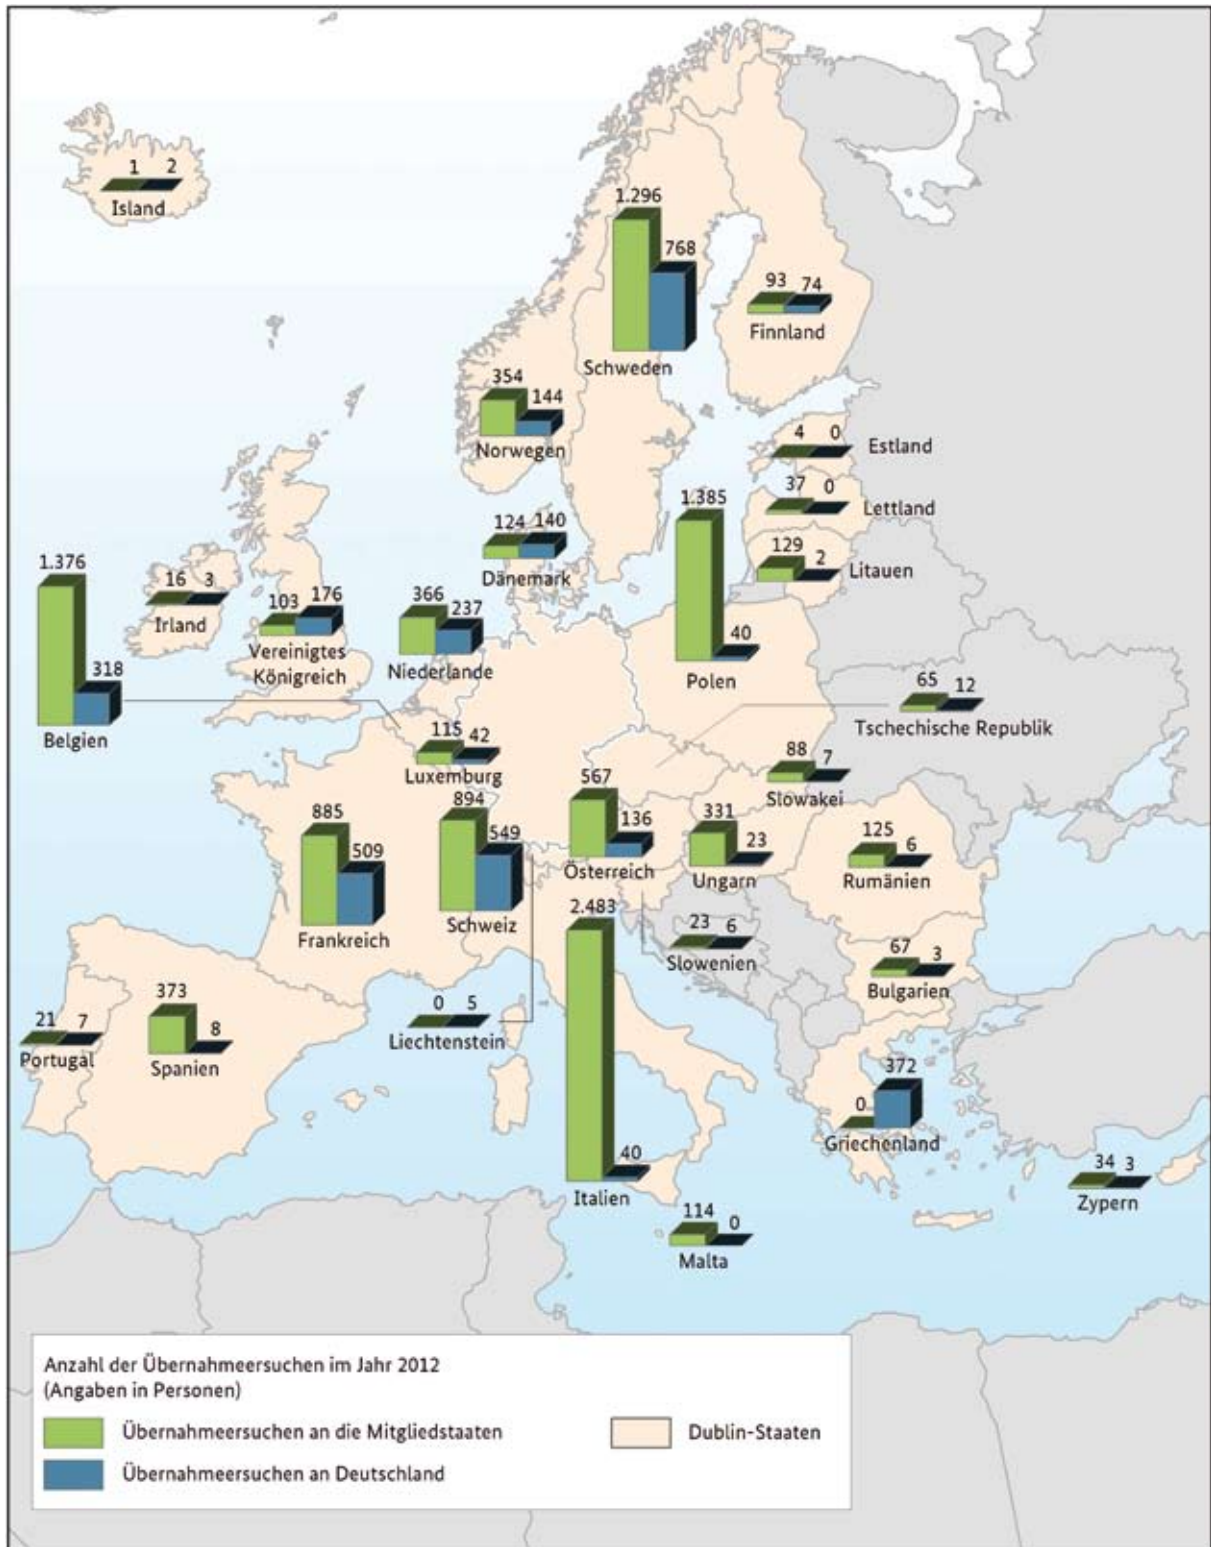 1 2
Island
1.296
768
Schweden
93 74
Finnland
354
144
Norwegen
4 0
Estland
37 0
Lettland
129
2
Litauen
1.385
40
Polen
124 140
Dänemark
1.376
318
Belgien
16 3
Irland
103 176
Vereinigtes
Königreich
366
237
Niederlande
65 12
Tschechische Republik
115 42
Luxemburg
88 7
Slowakei
567
136
Österreich
331
23
Ungarn
125
6
Rumänien
885
509
Frankreich
894
549
Schweiz
23 6
Slowenien
67 3
Bulgarien
21 7
Portugal
373
8
Spanien
0 5
Liechtenstein
2.483
40
Italien
0
372
Griechenland
34 3
Zypern
114 0
Malta
Anzahl der Übernahmeersuchen im Jahr 2012
(Angaben in Personen)
Übernahmeersuchen an die Mitgliedstaaten
Dublin-Staaten
Übernahmeersuchen an Deutschland